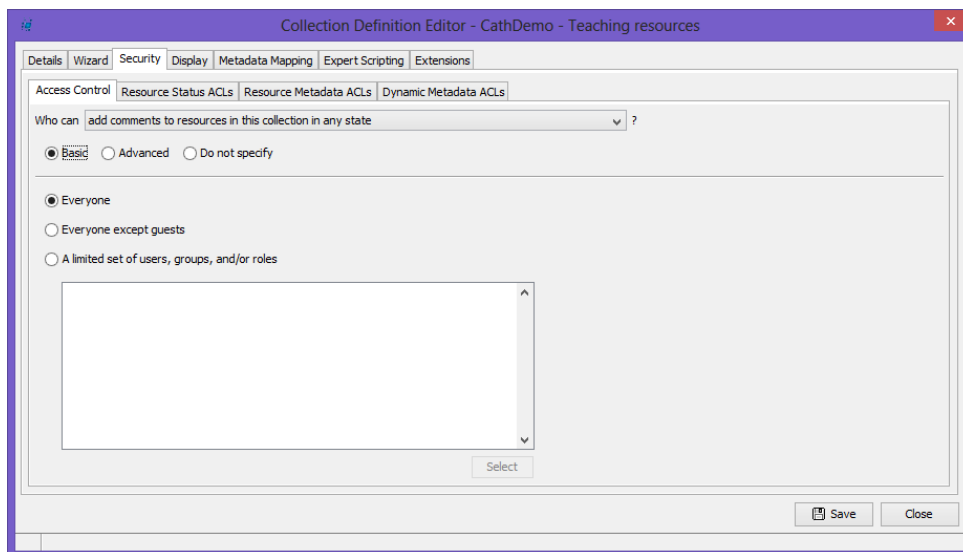 Collection Definition Editor - CathDemo - Teaching resources
Details Wizard Security Display Metadata Mapping Expert Scripting Extensions
Access Control Resource Status ACLs Resource Metadata ACLs Dynamic Metadata ACLs
Who can add comments to resources in this collection in any state ?
Basic Advanced Do not specify
Everyone
Everyone except guests
A limited set of users, groups, and/or roles
Select
Save Close